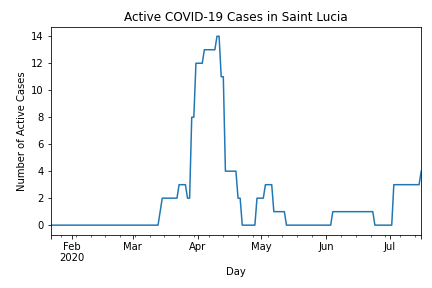 Active COVID-19 Cases in Saint Lucia
Number of Active Cases
14
12
10
8
6
4
2
0
Feb Mar Apr May Jun Jul
2020
Day